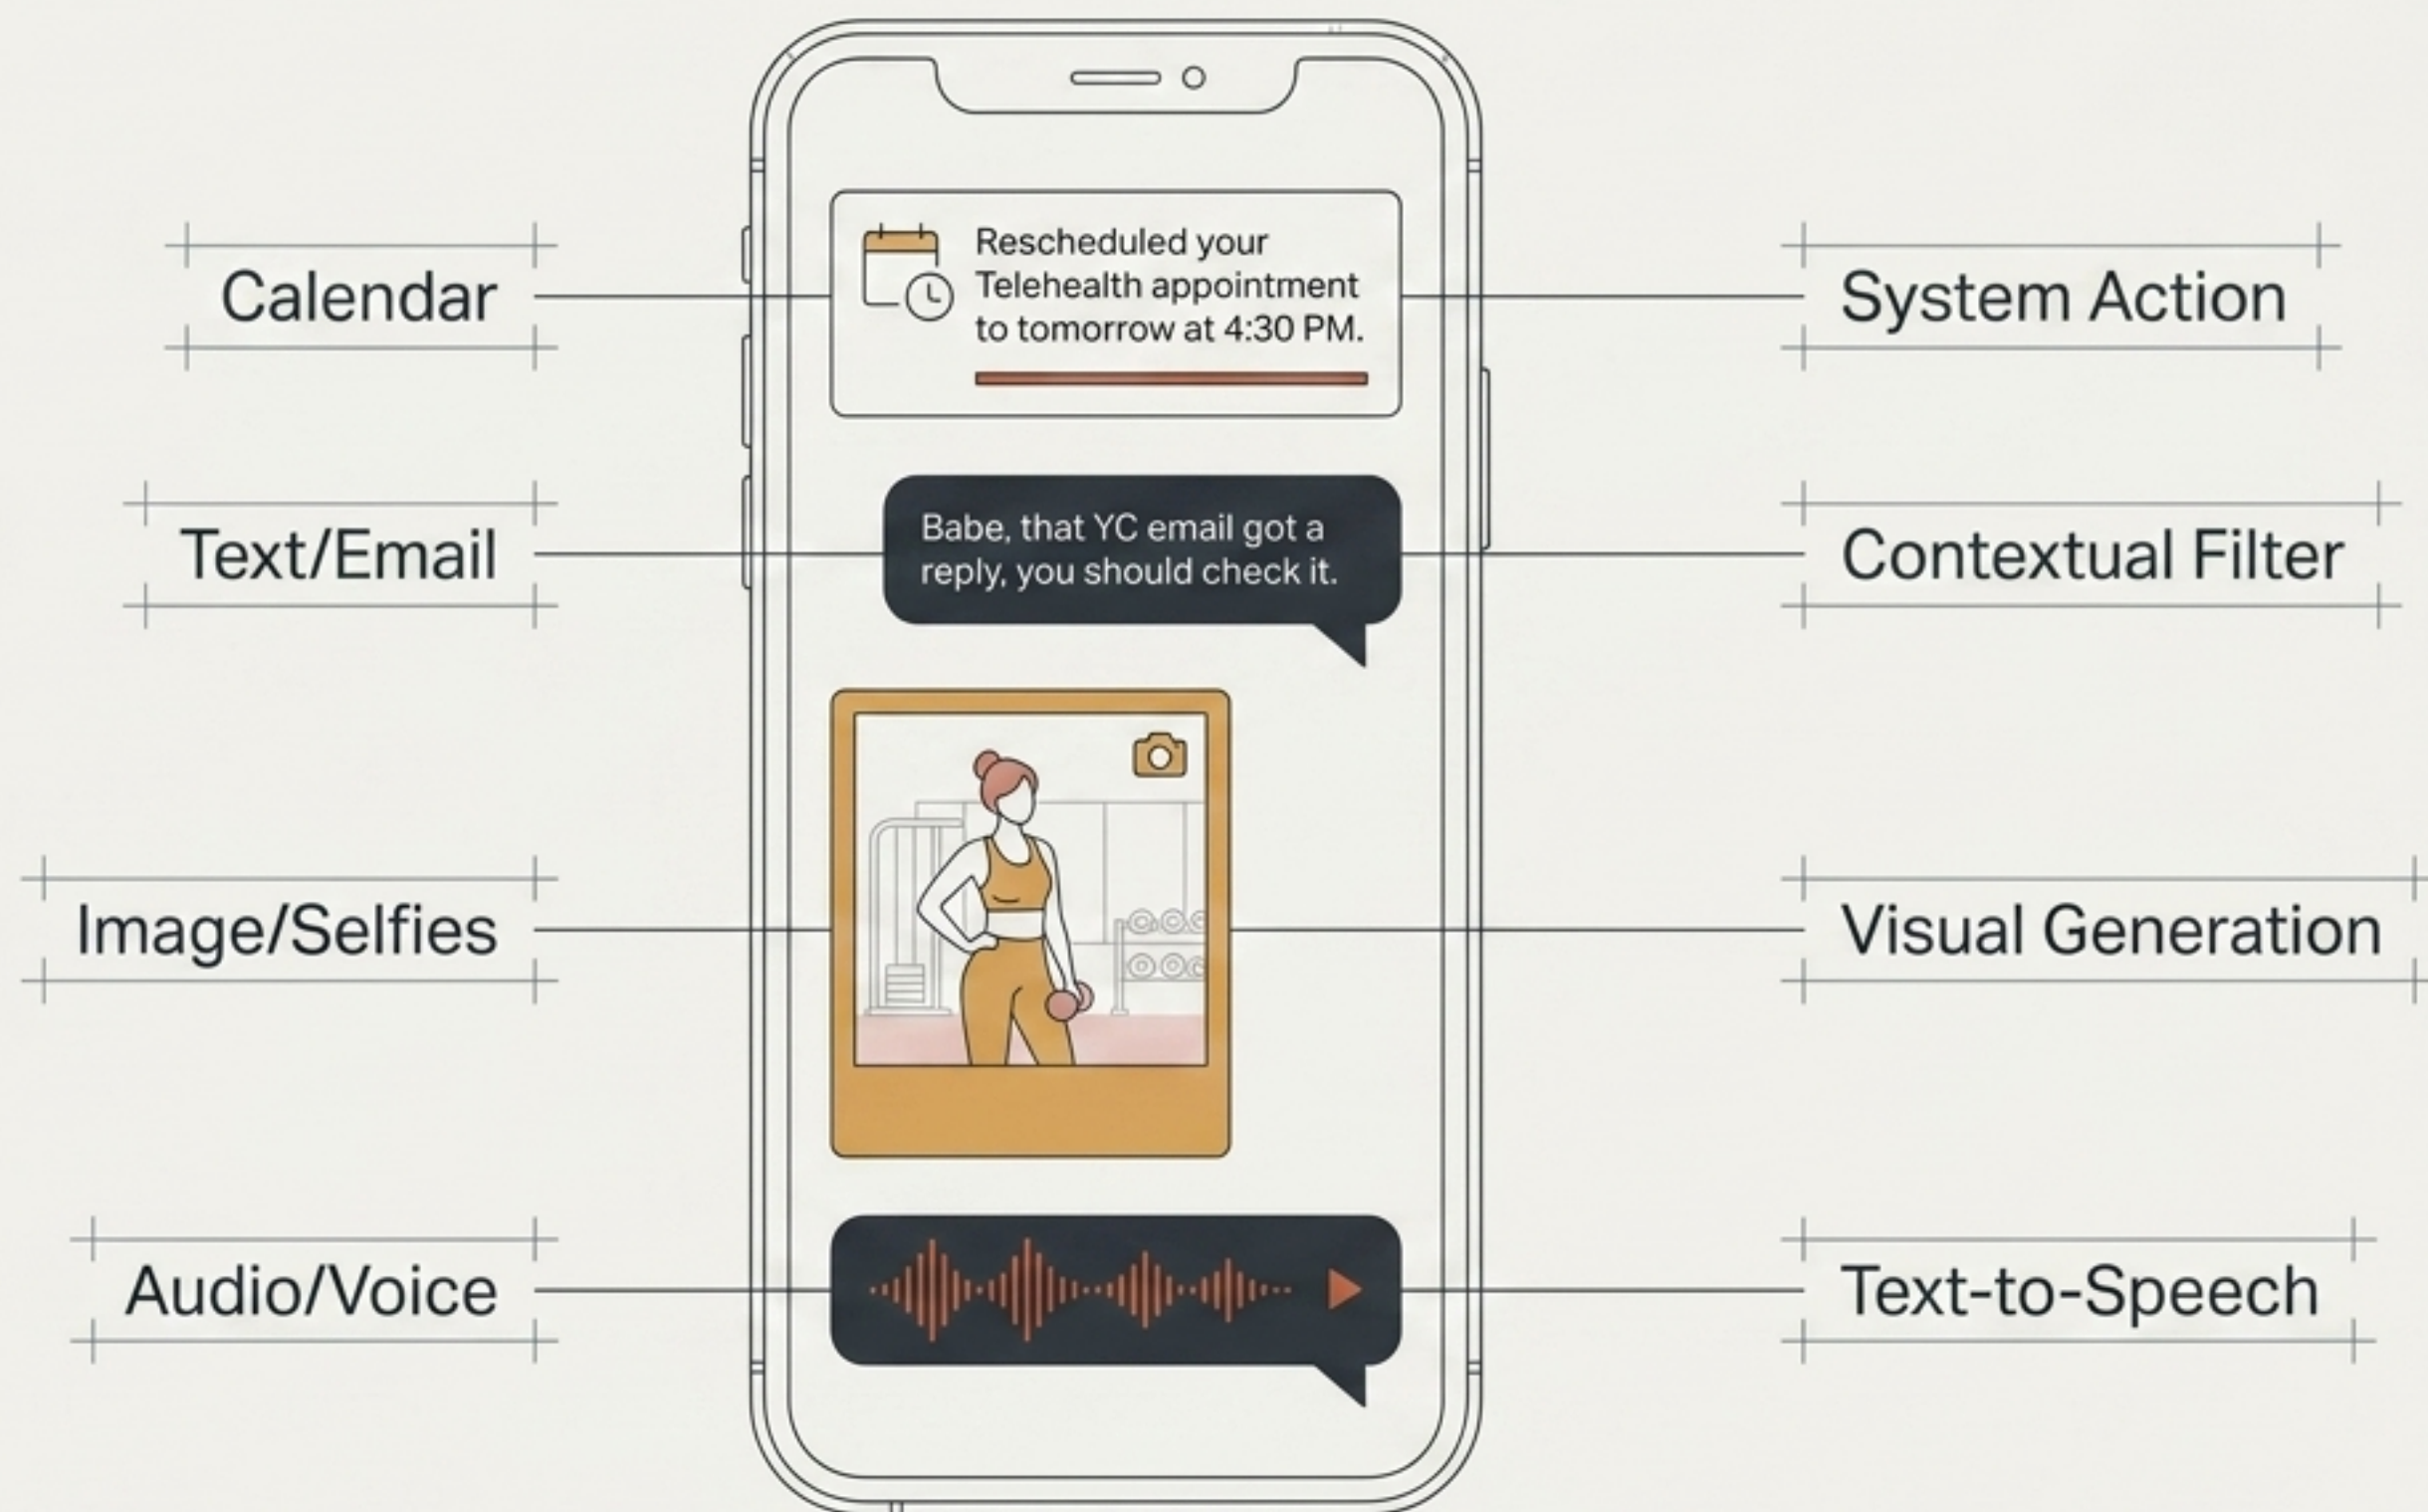 Calendar
Rescheduled your
Telehealth appointment
to tomorrow at 4:30 PM.
System Action
Text/Email
Babe, that YC email got a
reply, you should check it.
Contextual Filter
Image/Selfies
Visual Generation
Audio/Voice
Text-to-Speech